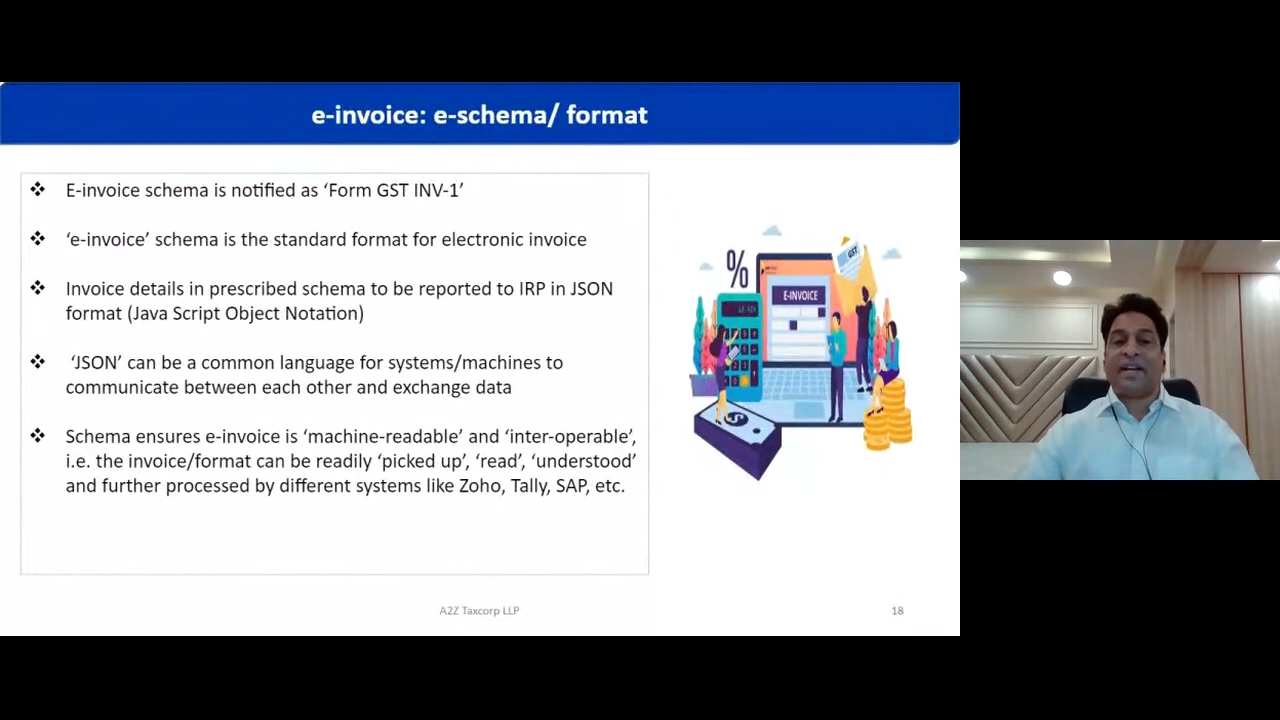 e-invoice: e-schema/ format
❖ E-invoice schema is notified as ‘Form GST INV-1’
❖ ‘e-invoice’ schema is the standard format for electronic invoice
❖ Invoice details in prescribed schema to be reported to IRP in JSON
format (Java Script Object Notation)
❖ ‘JSON’ can be a common language for systems/machines to
communicate between each other and exchange data
❖ Schema ensures e-invoice is ‘machine-readable’ and ‘inter-operable’,
i.e. the invoice/format can be readily ‘picked up’, ‘read’, ‘understood’
and further processed by different systems like Zoho, Tally, SAP, etc.
%
GST
E-INVOICE
$
A2Z Taxcorp LLP
18